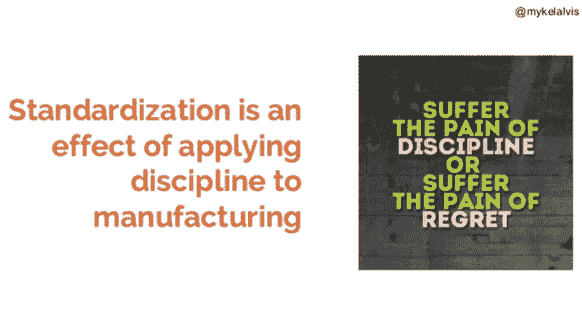 @mykelalvis
Standardization is an
effect of applying
discipline to
manufacturing
SUFFER
THE PAIN OF
DISCIPLINE
OR
SUFFER
THE PAIN OF
REGRET